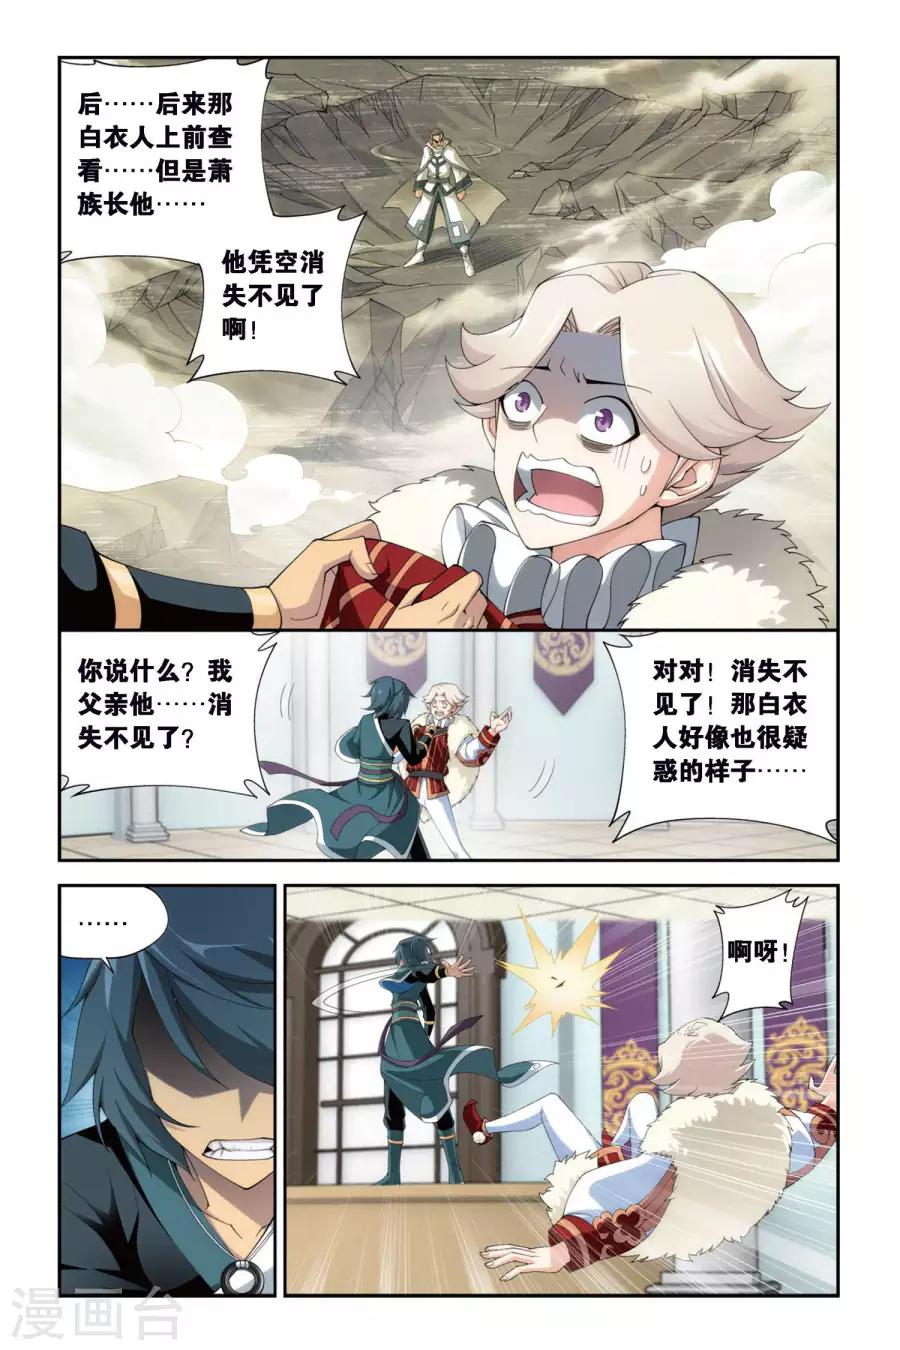 后……后来那
白衣人上前查
看……但是萧
族长他……
他凭空消
失不见了
啊！
你说什么？我
父亲他……消
失不见了？
对对！消失不
见了！那白衣
人好像也很疑
惑的样子……
……
啊呀！
漫画台